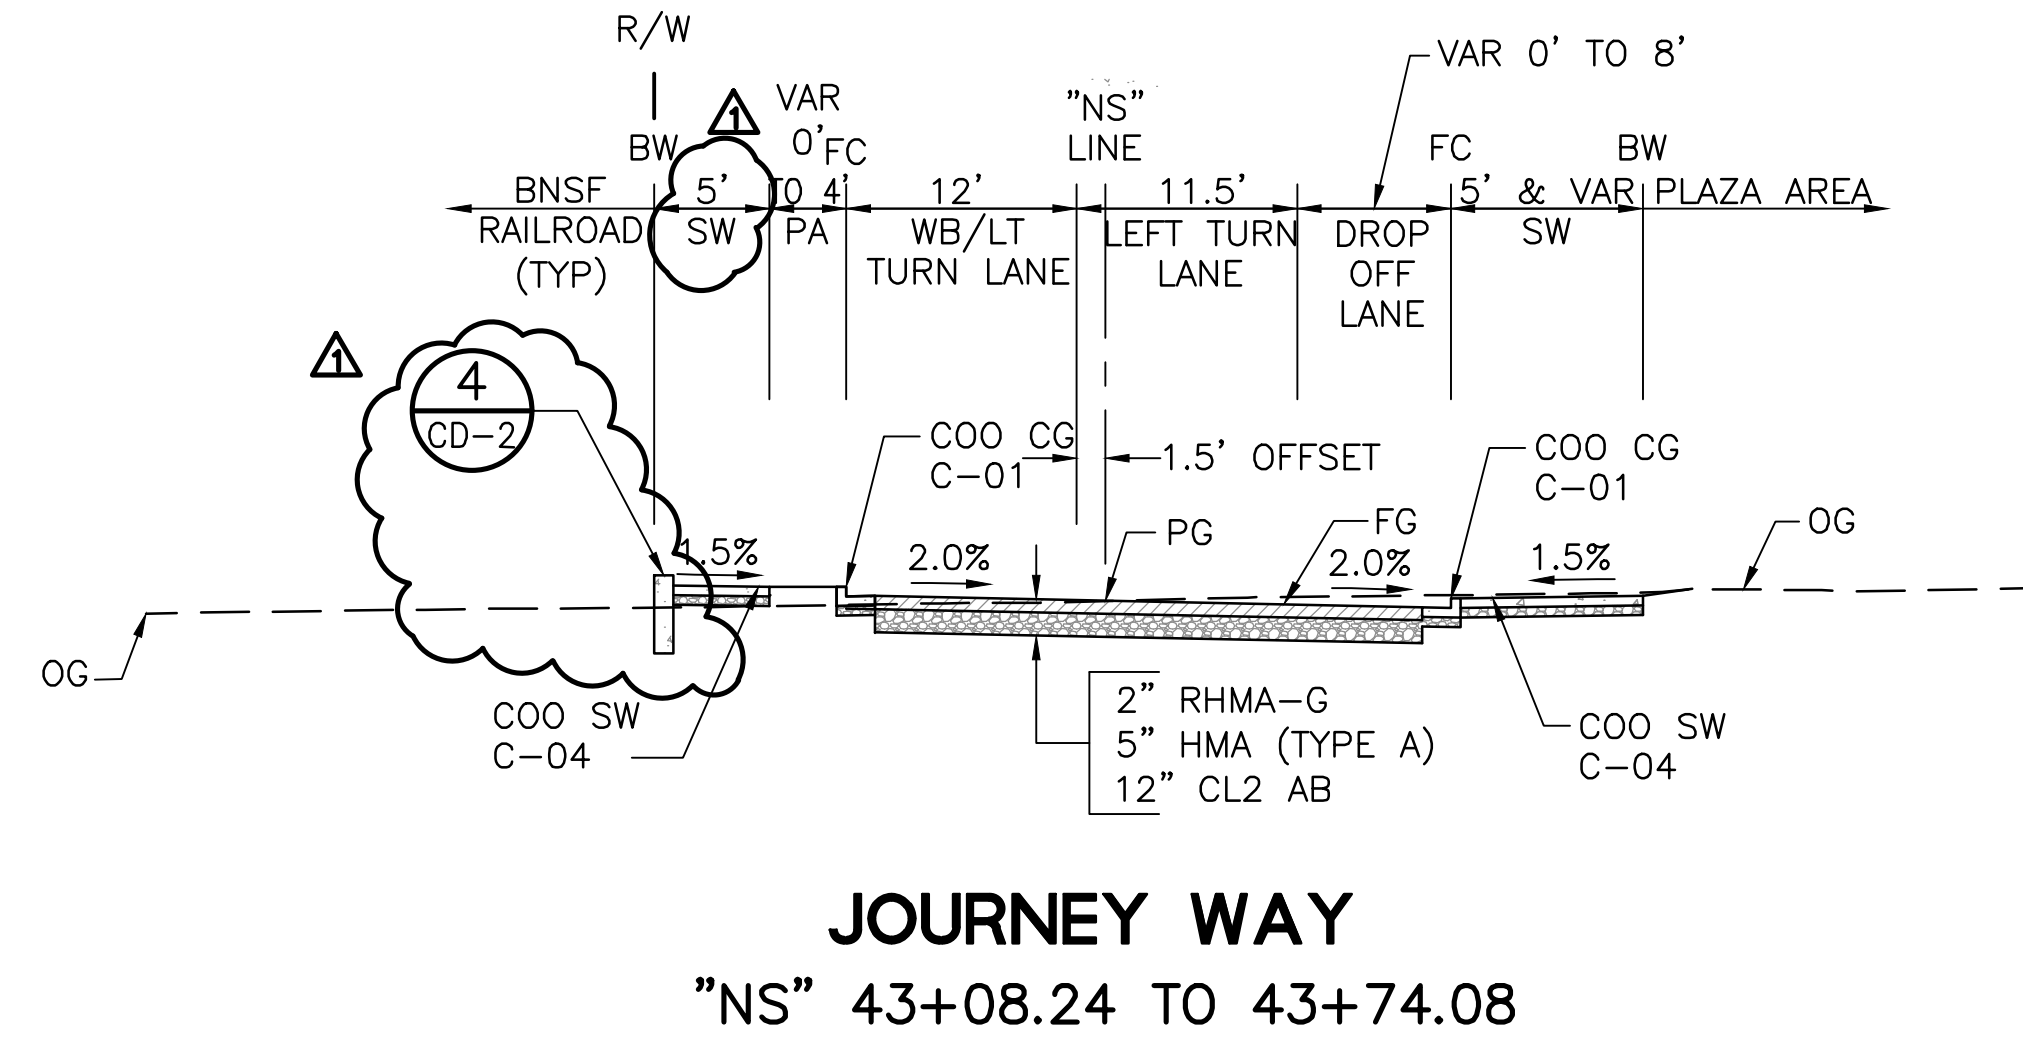 R/W
VAR 0' TO 8'
1
VAR
0'
"NS"
LINE
BW
FC
FC
BW
BNSF
RAILROAD
(TYP)
5'
SW
TO 4'
PA
12'
WB/LT
TURN LANE
11.5'
LEFT TURN
LANE
DROP
OFF
LANE
5' & VAR
SW
PLAZA AREA
1
4
CD-2
COO CG
C-01
1.5' OFFSET
COO CG
C-01
PG
FG
OG
1.5%
2.0%
2.0%
1.5%
OG
COO SW
C-04
2" RHMA-G
5" HMA (TYPE A)
12" CL2 AB
COO SW
C-04
JOURNEY WAY
"NS" 43+08.24 TO 43+74.08